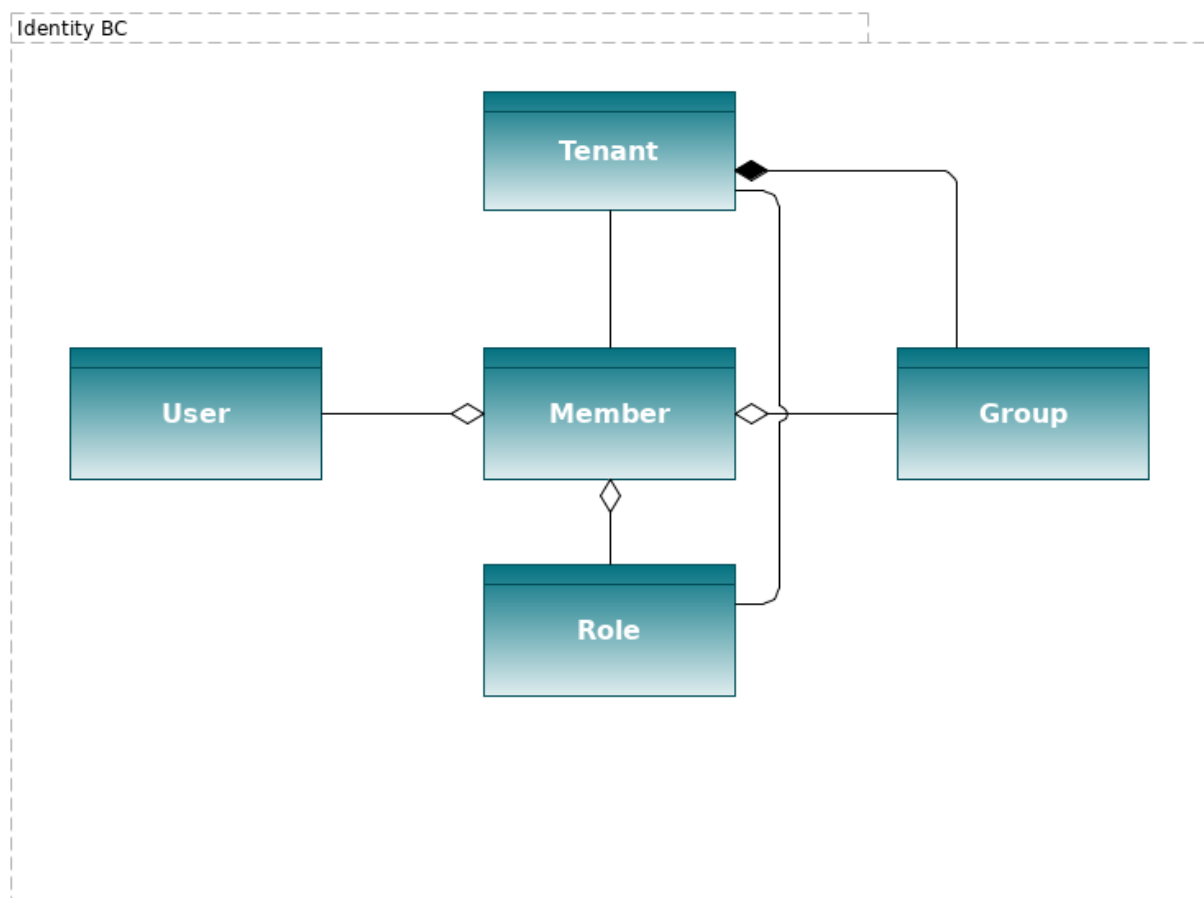 Identity BC
Tenant
User
Member
Group
Role